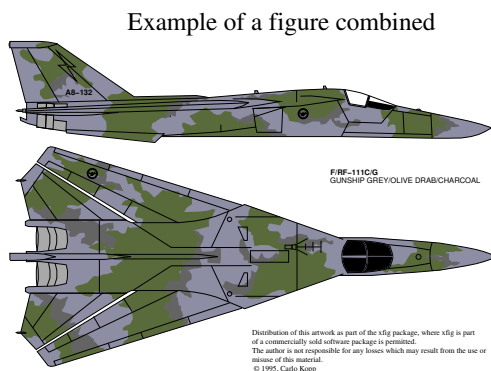 Example of a figure combined
A8-132
F/RF-111C/G
GUNSHIP GREY/OLIVE DRAB/CHARCOAL
Distribution of this artwork as part of the xfig package, where xfig is part
of a commercially sold software package is permitted.
The author is not responsible for any losses which may result from the use or
misuse of this material.
© 1995, Carlo Kopp